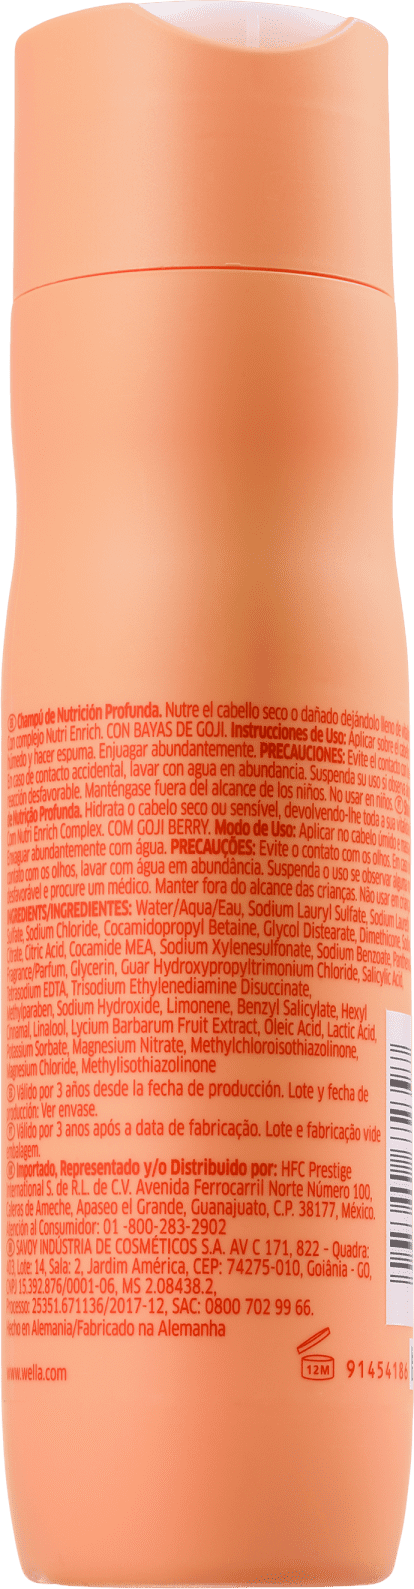 Champú de Nutrición Profunda. Nutre el cabello seco o dañado dejándolo lleno de
Con complejo Nutri Enrich. CON BAYAS DE GOJI. Instrucciones de Uso: Aplicar sobre el
húmedo y hacer espuma. Enjuagar abundantemente. PRECAUCIONES: Evite el contacto
En caso de contacto accidental, lavar con agua en abundancia. Suspenda su uso si
reacción desfavorable. Manténgase fuera del alcance de los niños. No usar en niños
de Nutrição Profunda. Hidrata o cabelo seco ou sensível, devolvendo-lhe toda a sua
Com Nutri Enrich Complex. COM GOJI BERRY. Modo de Uso: Aplicar no cabelo úmido e
Enxaguar abundantemente com água. PRECAUÇÕES: Evite o contato com os olhos. Em
contato com os olhos, lavar com água em abundância. Suspenda o uso se observar
desfavorável e procure um médico. Manter fora do alcance das crianças. Não usar em
INGREDIENTS/INGREDIENTES: Water/Aqua/Eau, Sodium Lauryl Sulfate, Sodium
Sulfate, Sodium Chloride, Cocamidopropyl Betaine, Glycol Distearate, Dimethicone,
Citric Acid, Cocamide MEA, Sodium Xylenesulfonate, Sodium Benzoate,
Fragrance/Parfum, Glycerin, Guar Hydroxypropyltrimonium Chloride, Salicylic
Tetrasodium EDTA, Trisodium Ethylenediamine Disuccinate,
Sodium Hydroxide, Limonene, Benzyl Salicylate, Hexyl
Cinnamal, Linalool, Lycium Barbarum Fruit Extract, Oleic Acid, Lactic Acid,
Potassium Sorbate, Magnesium Nitrate, Methylchloroisothiazolinone,
Magnesium Chloride, Methylisothiazolinone
Válido por 3 años desde la fecha de producción. Lote y fecha de
producción: Ver envase.
Válido por 3 anos após a data de fabricação. Lote e fabricação vide
embalagem.
Importado, Representado y/o Distribuido por: HFC Prestige
International S. de R.L. de C.V. Avenida Ferrocarril Norte Número 100,
Caleras de Ameche, Apaseo el Grande, Guanajuato, C.P. 38177, México.
Atención al Consumidor: 01 -800-283-2902
SAVOY INDÚSTRIA DE COSMÉTICOS S.A. AV C 171, 822 - Quadra:
Lote: 14, Sala: 2, Jardim América, CEP: 74275-010, Goiânia - GO,
CNPJ 15.392.876/0001-06, MS 2.08438.2,
Processo: 25351.671136/2017-12, SAC: 0800 702 99 66.
Hecho en Alemania/Fabricado na Alemanha
www.wella.com
12M
91454186